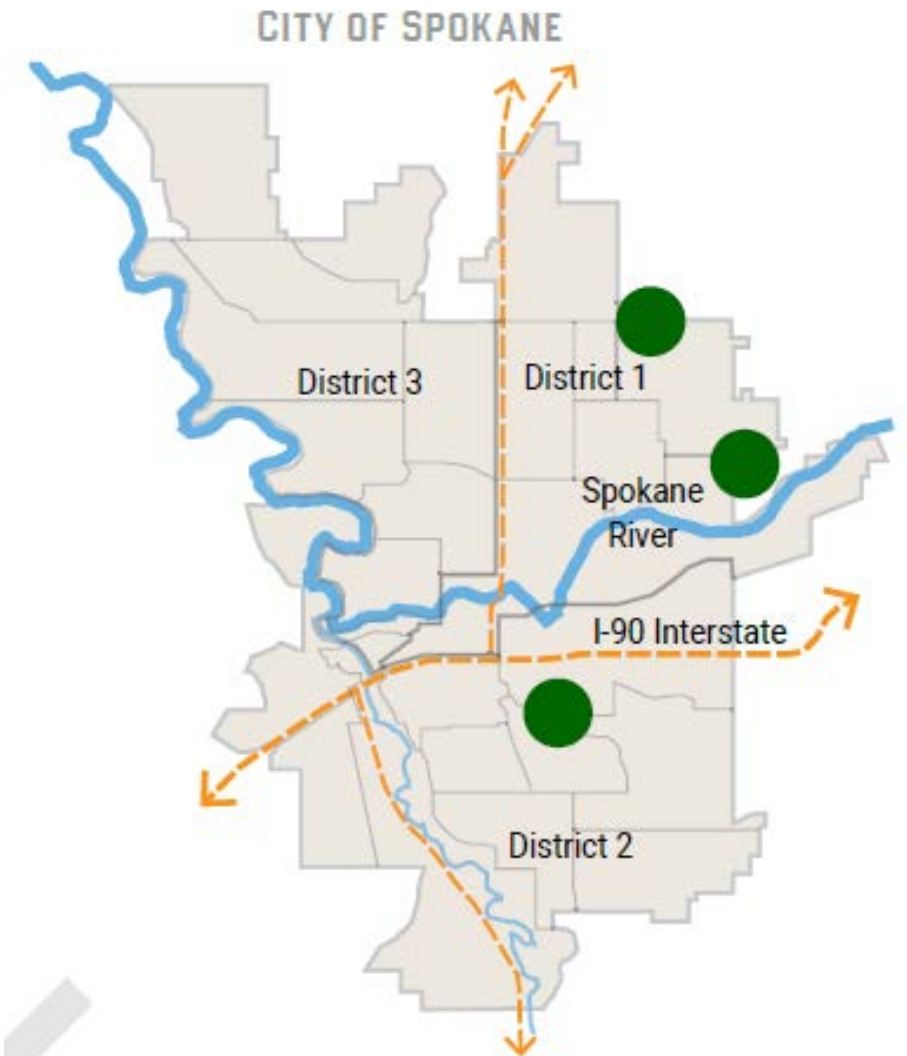 CITY OF SPOKANE
District 3
District 1
Spokane
River
I-90 Interstate
District 2